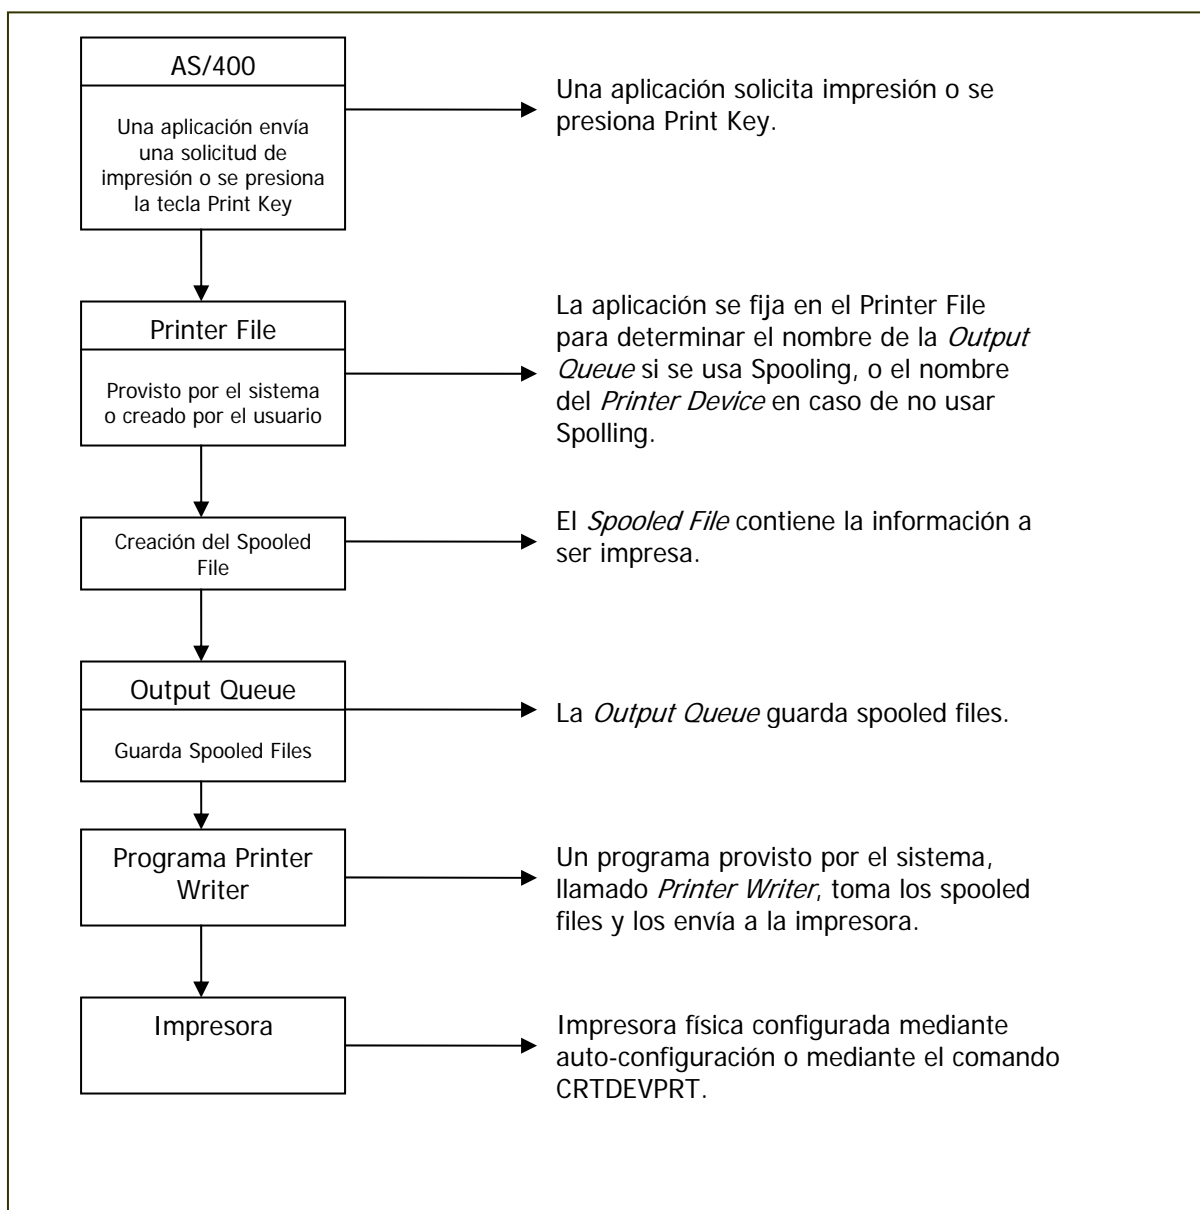 AS/400
Una aplicación envía
una solicitud de
impresión o se presiona
la tecla Print Key
Una aplicación solicita impresión o se
presiona Print Key.
Printer File
Provisto por el sistema
o creado por el usuario
La aplicación se fija en el Printer File
para determinar el nombre de la Output
Queue si se usa Spooling, o el nombre
del Printer Device en caso de no usar
Spolling.
Creación del Spooled
File
El Spooled File contiene la información a
ser impresa.
Output Queue
Guarda Spooled Files
La Output Queue guarda spooled files.
Programa Printer
Writer
Un programa provisto por el sistema,
llamado Printer Writer, toma los spooled
files y los envía a la impresora.
Impresora
Impresora física configurada mediante
auto-configuración o mediante el comando
CRTDEVPRT.